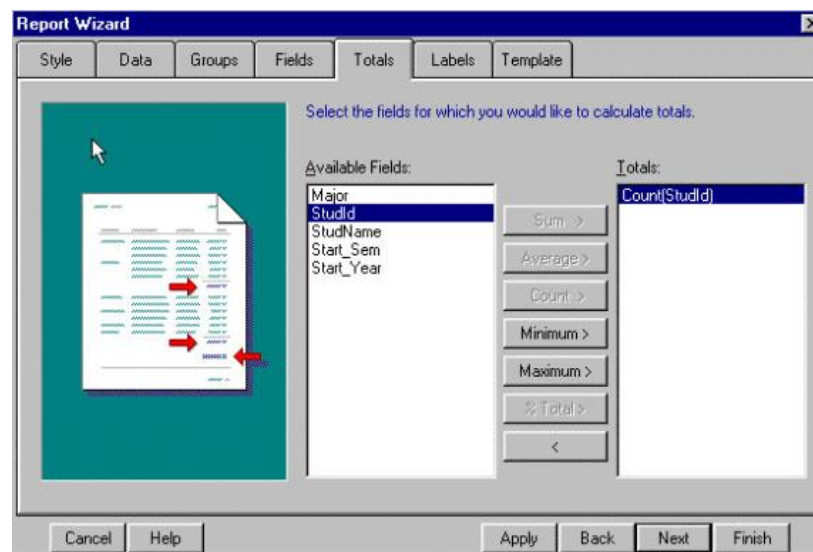 Report Wizard
Style Data Groups Fields Totals Labels Template
Select the fields for which you would like to calculate totals.
Available Fields:
Major
StudId
StudName
Start_Sem
Start_Year
Sum >
Average >
Count >
Minimum >
Maximum >
% Total >
<
Totals:
Count(StudId)
Cancel Help Apply Back Next Finish